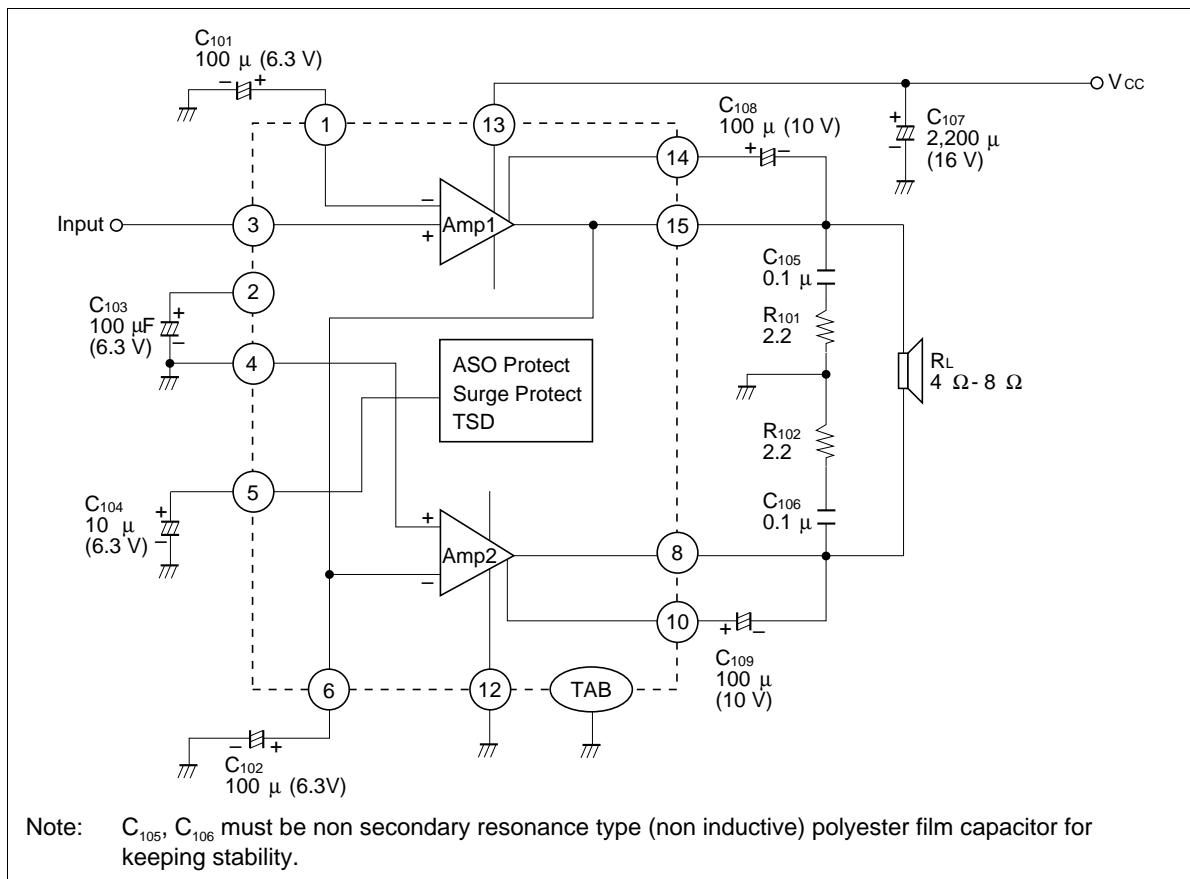 C101
100 μ (6.3 V)
− +
VCC
1
13
C108
100 μ (10 V)
+ −
+
−
C107
2,200 μ
(16 V)
14
−
Amp1
+
Input
3
15
C105
0.1 μ
2
C103
100 μF
(6.3 V)
+
−
R101
2.2
4
ASO Protect
Surge Protect
TSD
RL
4 Ω- 8 Ω
R102
2.2
5
C104
10 μ
(6.3 V)
+
−
C106
0.1 μ
+
Amp2
−
8
10
+ −
C109
100 μ
(10 V)
6
12
TAB
− +
C102
100 μ (6.3V)
Note: C105, C106 must be non secondary resonance type (non inductive) polyester film capacitor for
keeping stability.